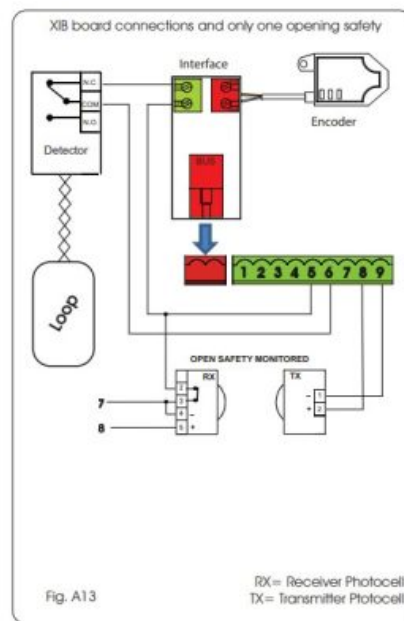 XIB board connections and only one opening safety
Interface
N.C.
COM
N.O.
Detector
Encoder
BUS
1 2 3 4 5 6 7 8 9
Loop
OPEN SAFETY MONITORED
RX
TX
2
3
4 –
5 +
– 1
+ 2
7
8
Fig. A13
RX= Receiver Photocell
TX= Transmitter Ptotocell